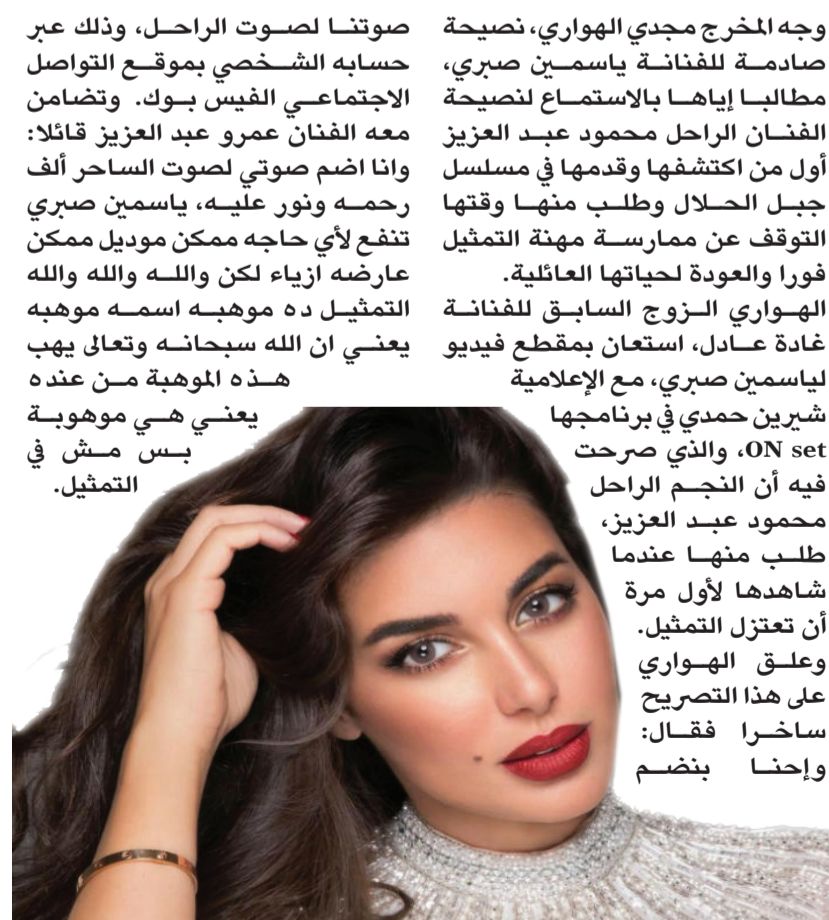 وجه المخرج مجدي الهواري، نصيحة
صادمة للفنانة ياسمين صبري،
مطالبا إياها بالاستماع لنصيحة
الفنان الراحل محمود عبد العزيز
أول من اكتشفها وقدمها في مسلسل
جبل الحلال وطلب منها وقتها
التوقف عن ممارسة مهنة التمثيل
فورا والعودة لحياتها العائلية.
الهواري الزوج السابق للفنانة
غادة عادل، استعان بمقطع فيديو
لياسمين صبري، مع الإعلامية
شيرين حمدي في برنامجها
ON set، والذي صرحت
فيه أن النجم الراحل
محمود عبد العزيز،
طلب منها عندما
شاهدها لأول مرة
أن تعتزل التمثيل.
وعلق الهواري
على هذا التصريح
ساخرا فقال:
وإحنا بنضم
صوتنا لصوت الراحل، وذلك عبر
حسابه الشخصي بموقع التواصل
الاجتماعي الفيس بوك. وتضامن
معه الفنان عمرو عبد العزيز قائلا:
وانا اضم صوتي لصوت الساحر ألف
رحمه ونور عليه، ياسمين صبري
تنفع لأي حاجه ممكن موديل ممكن
عارضه ازياء لكن والله والله والله
التمثيل ده موهبه اسمه موهبه
يعني ان الله سبحانه وتعالى يهب
هذه الموهبة من عنده
يعني هي موهوبة
بس مش في
التمثيل.